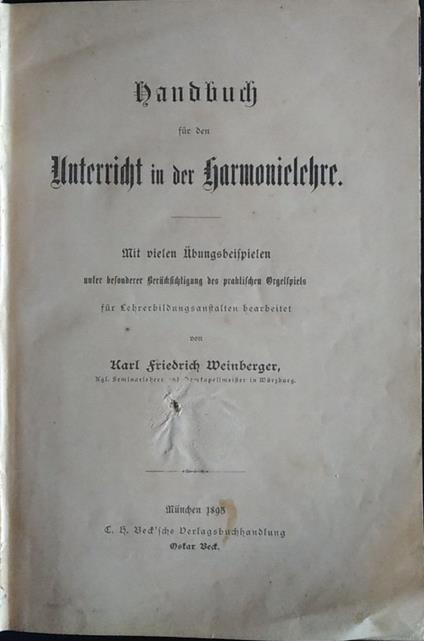 Handbuch
für den
Unterricht in der Harmonielehre.
Mit vielen Übungsbeispielen
unter besonderer Berücksichtigung des praktischen Orgelspiels
für Lehrerbildungsanstalten bearbeitet
von
Karl Friedrich Weinberger,
Kgl. Seminarlehrer und Domkapellmeister in Würzburg.
München 1895
C. H. Beck'sche Verlagsbuchhandlung
Oskar Beck.